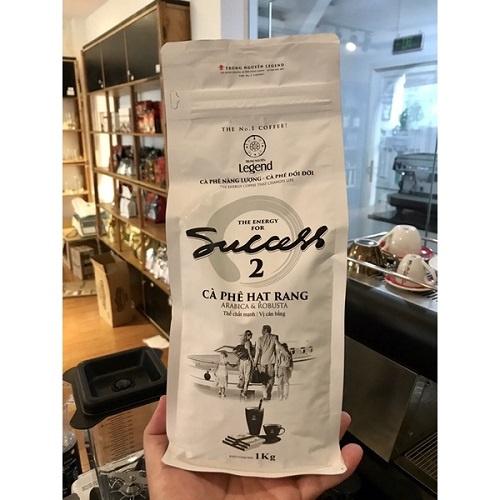 TRUNG NGUYÊN LEGEND
THE No.1 COFFEE!
TRUNG NGUYÊN
Legend
CÀ PHÊ NĂNG LƯỢNG - CÀ PHÊ ĐỔI ĐỜI
THE ENERGY COFFEE THAT CHANGES LIFE
THE ENERGY
FOR
Success
2
CÀ PHÊ HẠT RANG
ARABICA & ROBUSTA
Thể chất mạnh | Vị cân bằng
1Kg